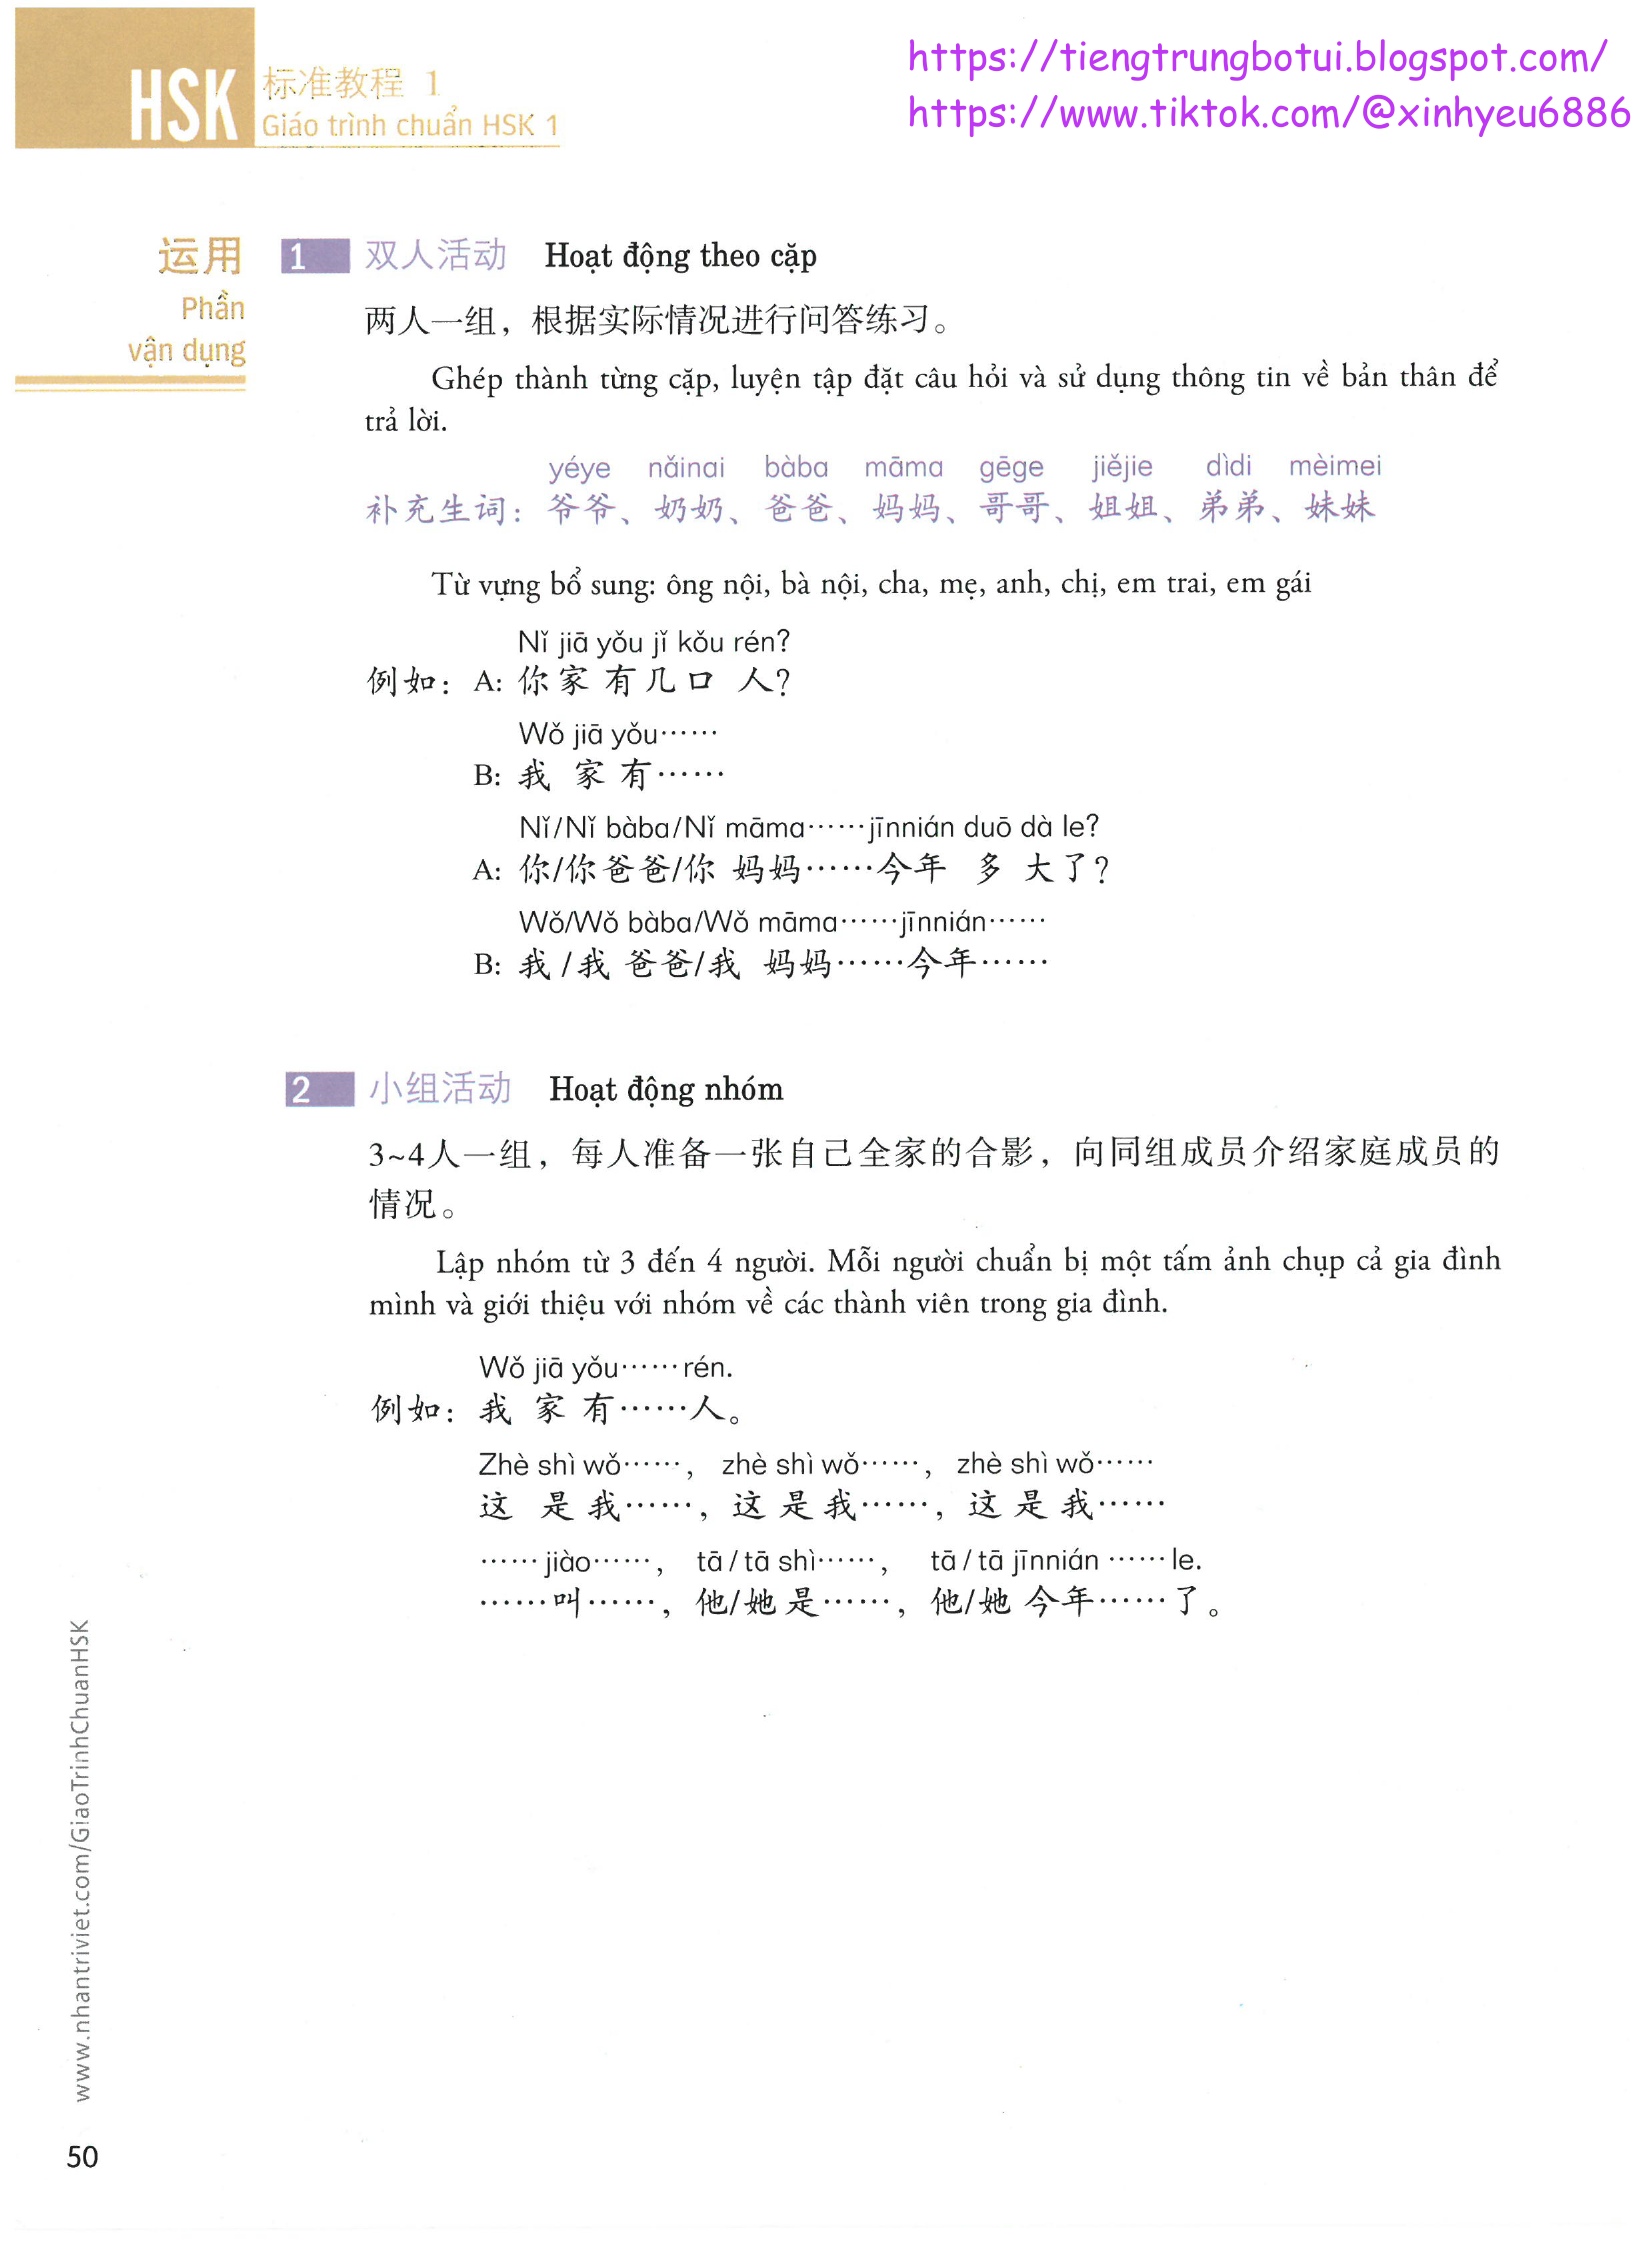 https://tiengtrungbotui.blogspot.com/
https://www.tiktok.com/@xinhyeu6886
HSK 标准教程 1
Giáo trình chuẩn HSK 1
运用
Phần
vận dụng
1 双人活动 Hoạt động theo cặp
两人一组，根据实际情况进行问答练习。
Ghép thành từng cặp, luyện tập đặt câu hỏi và sử dụng thông tin về bản thân để
trả lời.
yéye nǎinai bàba māma gēge jiějie dìdi mèimei
补充生词：爷爷、奶奶、爸爸、妈妈、哥哥、姐姐、弟弟、妹妹
Từ vựng bổ sung: ông nội, bà nội, cha, mẹ, anh, chị, em trai, em gái
Nǐ jiā yǒu jǐ kǒu rén?
例如：A: 你家有几口人？
Wǒ jiā yǒu……
B: 我家有……
Nǐ/Nǐ bàba/Nǐ māma……jīnnián duō dà le?
A: 你/你爸爸/你妈妈……今年多大了？
Wǒ/Wǒ bàba/Wǒ māma……jīnnián……
B: 我/我爸爸/我妈妈……今年……
2 小组活动 Hoạt động nhóm
3~4人一组，每人准备一张自己全家的合影，向同组成员介绍家庭成员的
情况。
Lập nhóm từ 3 đến 4 người. Mỗi người chuẩn bị một tấm ảnh chụp cả gia đình
mình và giới thiệu với nhóm về các thành viên trong gia đình.
Wǒ jiā yǒu……rén.
例如：我家有……人。
Zhè shì wǒ……, zhè shì wǒ……, zhè shì wǒ……
这是我……，这是我……，这是我……
……jiào……, tā/tā shì……, tā/tā jīnnián……le.
……叫……，他/她是……，他/她今年……了。
www.nhantriviet.com/GiaoTrinhChuanHSK
50